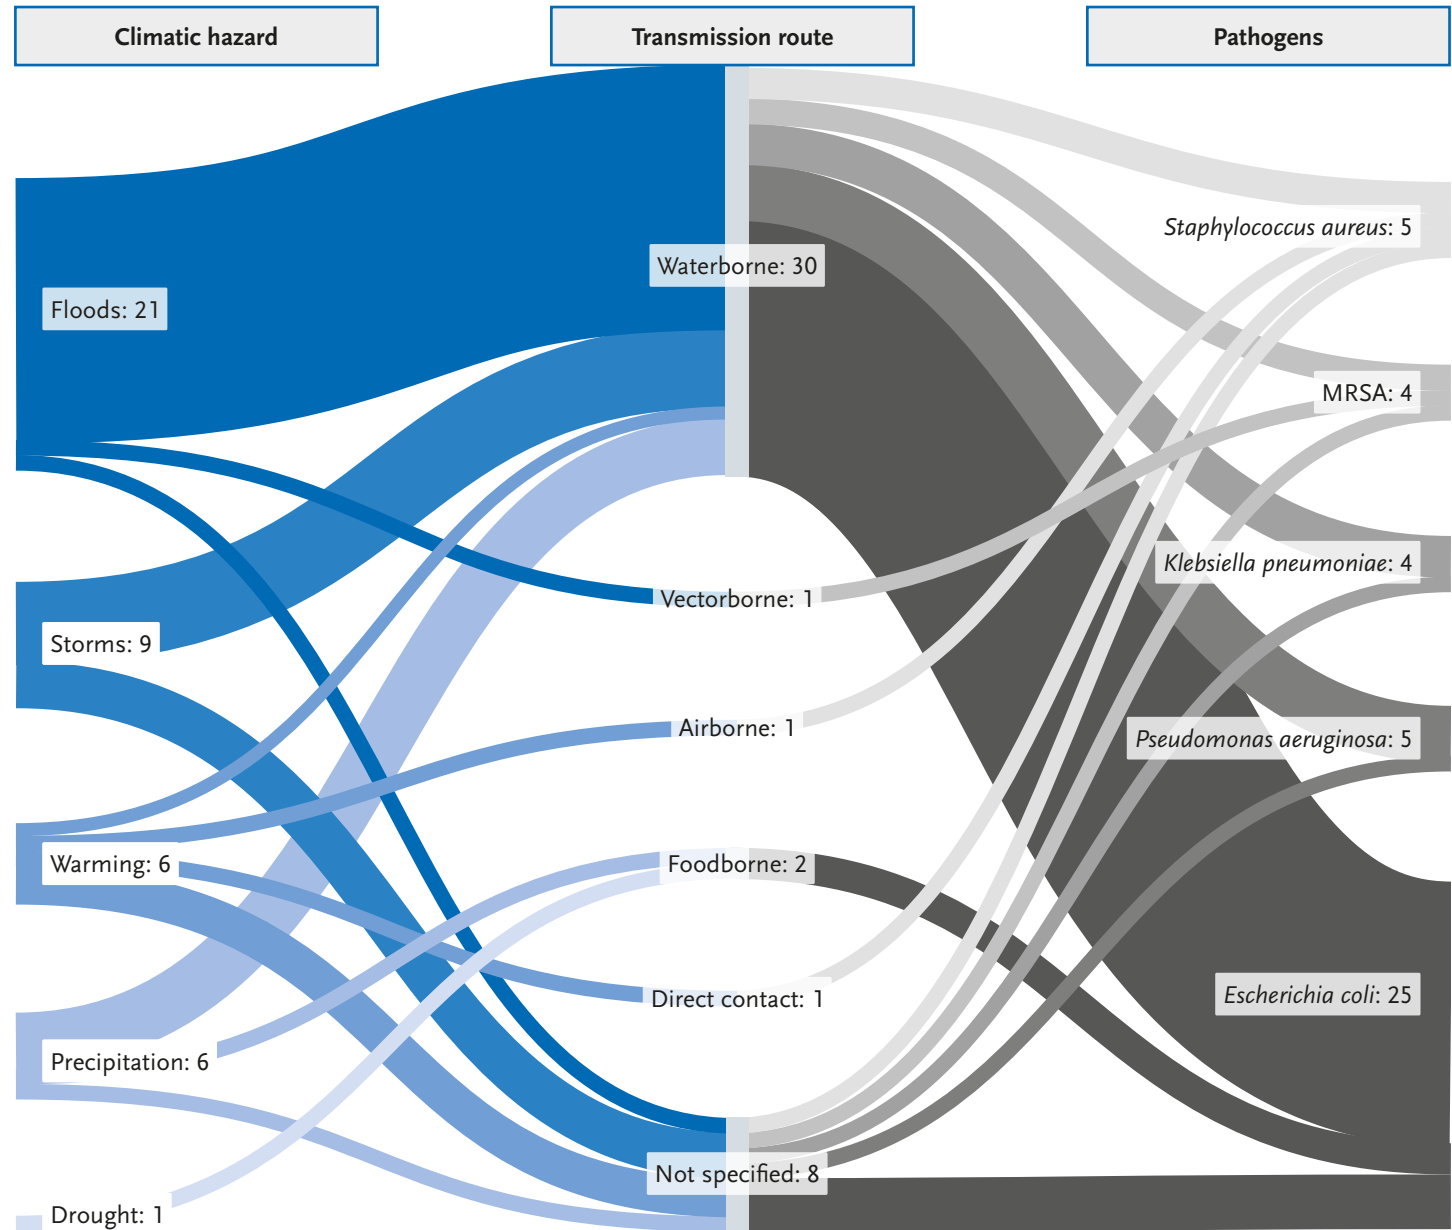 Climatic hazard
Transmission route
Pathogens
Floods: 21
Storms: 9
Warming: 6
Precipitation: 6
Drought: 1
Waterborne: 30
Vectorborne: 1
Airborne: 1
Foodborne: 2
Direct contact: 1
Not specified: 8
Staphylococcus aureus: 5
MRSA: 4
Klebsiella pneumoniae: 4
Pseudomonas aeruginosa: 5
Escherichia coli: 25